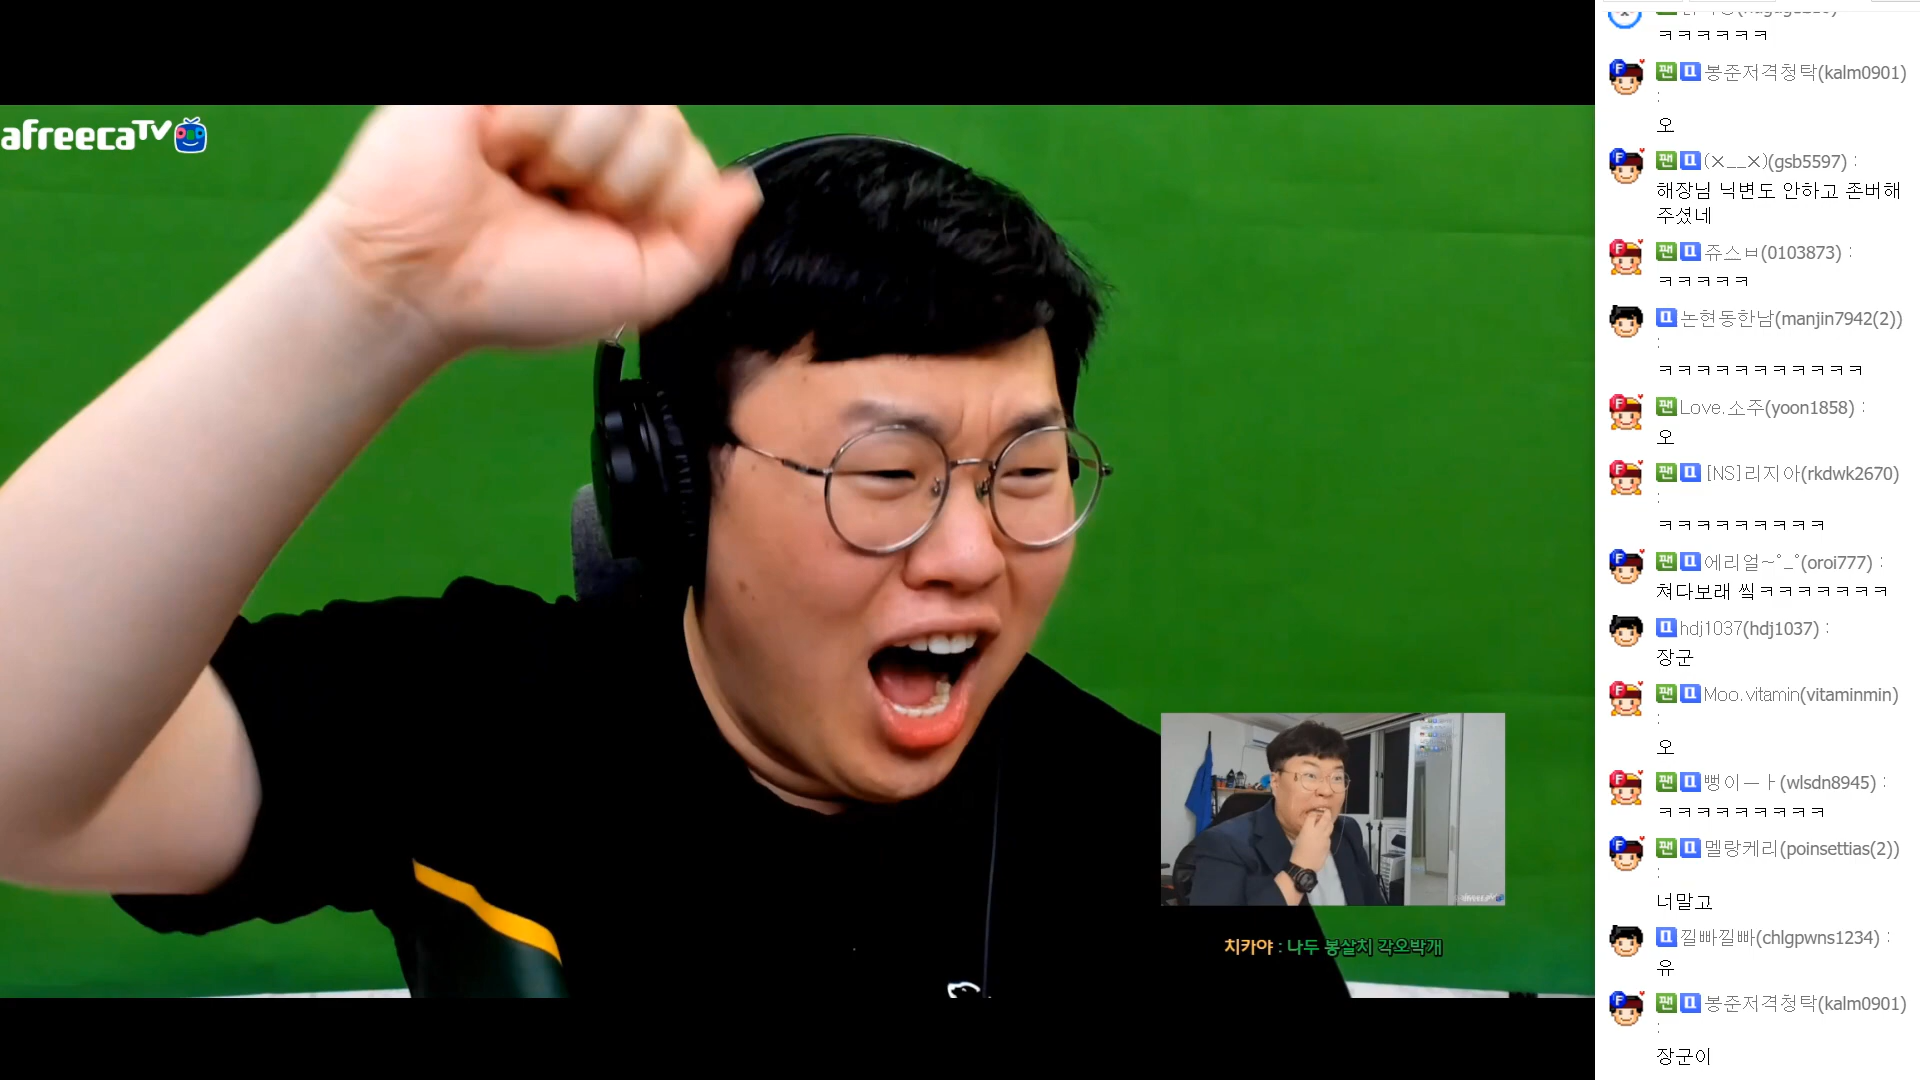 afreecaTV
ㅋㅋㅋㅋㅋㅋ
팬 봉준저격청탁(kalm0901)
:
오
팬 (×__×)(gsb5597) :
해장님 닉변도 안하고 존버해
주셨네
팬 쥬스ㅂ(0103873) :
ㅋㅋㅋㅋㅋ
논현동한남(manjin7942(2))
:
ㅋㅋㅋㅋㅋㅋㅋㅋㅋㅋㅋ
팬 Love.소주(yoon1858) :
오
팬 [NS]리지아(rkdwk2670)
:
ㅋㅋㅋㅋㅋㅋㅋㅋㅋ
팬 에리얼~˚_˚(oroi777) :
쳐다보래 씩ㅋㅋㅋㅋㅋㅋㅋ
hdj1037(hdj1037) :
장군
팬 Moo.vitamin(vitaminmin)
:
오
팬 뻥이ㅡㅏ(wlsdn8945) :
ㅋㅋㅋㅋㅋㅋㅋㅋㅋ
팬 멜랑케리(poinsettias(2))
:
너말고
낄빠낄빠(chlgpwns1234) :
유
팬 봉준저격청탁(kalm0901)
:
장군이
치카야 : 나두 봉살치 각오박개